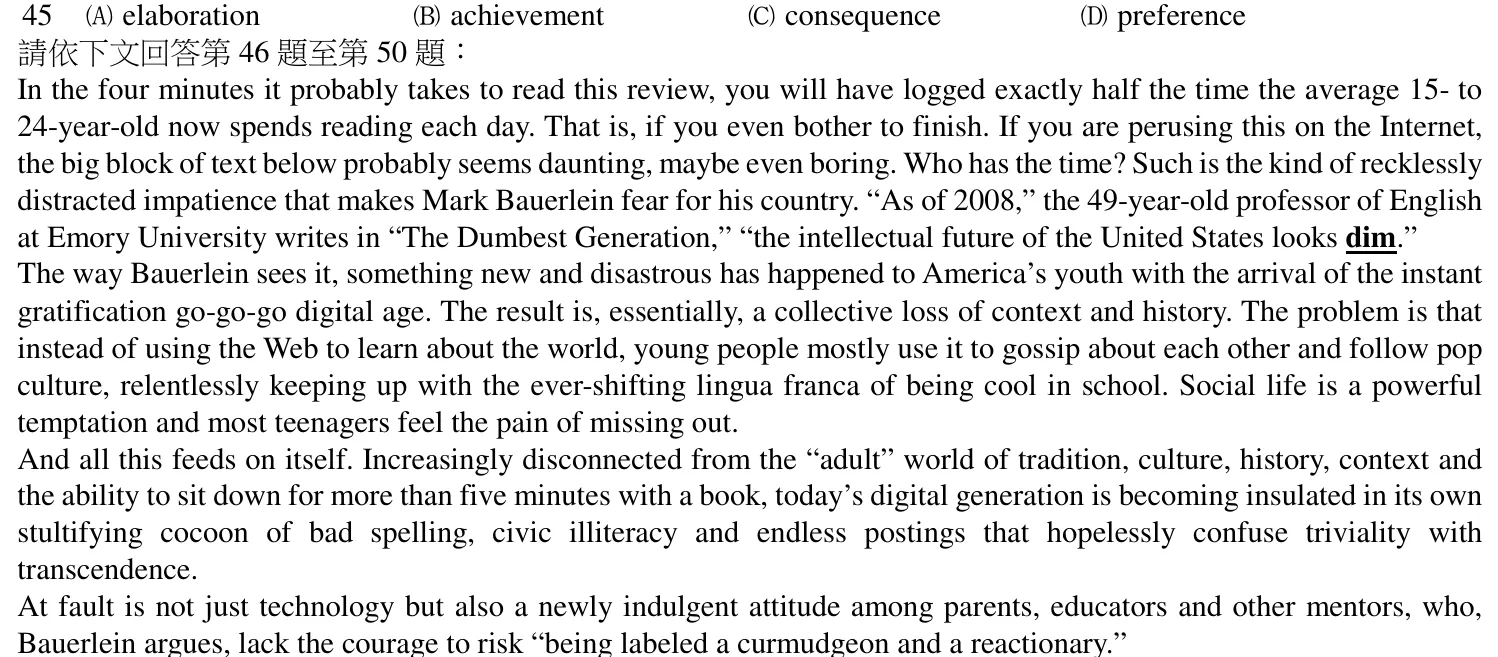 45 (A) elaboration (B) achievement (C) consequence (D) preference
請依下文回答第 46 題至第 50 題：
In the four minutes it probably takes to read this review, you will have logged exactly half the time the average 15- to
24-year-old now spends reading each day. That is, if you even bother to finish. If you are perusing this on the Internet,
the big block of text below probably seems daunting, maybe even boring. Who has the time? Such is the kind of recklessly
distracted impatience that makes Mark Bauerlein fear for his country. “As of 2008,” the 49-year-old professor of English
at Emory University writes in “The Dumbest Generation,” “the intellectual future of the United States looks dim.”
The way Bauerlein sees it, something new and disastrous has happened to America’s youth with the arrival of the instant
gratification go-go-go digital age. The result is, essentially, a collective loss of context and history. The problem is that
instead of using the Web to learn about the world, young people mostly use it to gossip about each other and follow pop
culture, relentlessly keeping up with the ever-shifting lingua franca of being cool in school. Social life is a powerful
temptation and most teenagers feel the pain of missing out.
And all this feeds on itself. Increasingly disconnected from the “adult” world of tradition, culture, history, context and
the ability to sit down for more than five minutes with a book, today’s digital generation is becoming insulated in its own
stultifying cocoon of bad spelling, civic illiteracy and endless postings that hopelessly confuse triviality with
transcendence.
At fault is not just technology but also a newly indulgent attitude among parents, educators and other mentors, who,
Bauerlein argues, lack the courage to risk “being labeled a curmudgeon and a reactionary.”